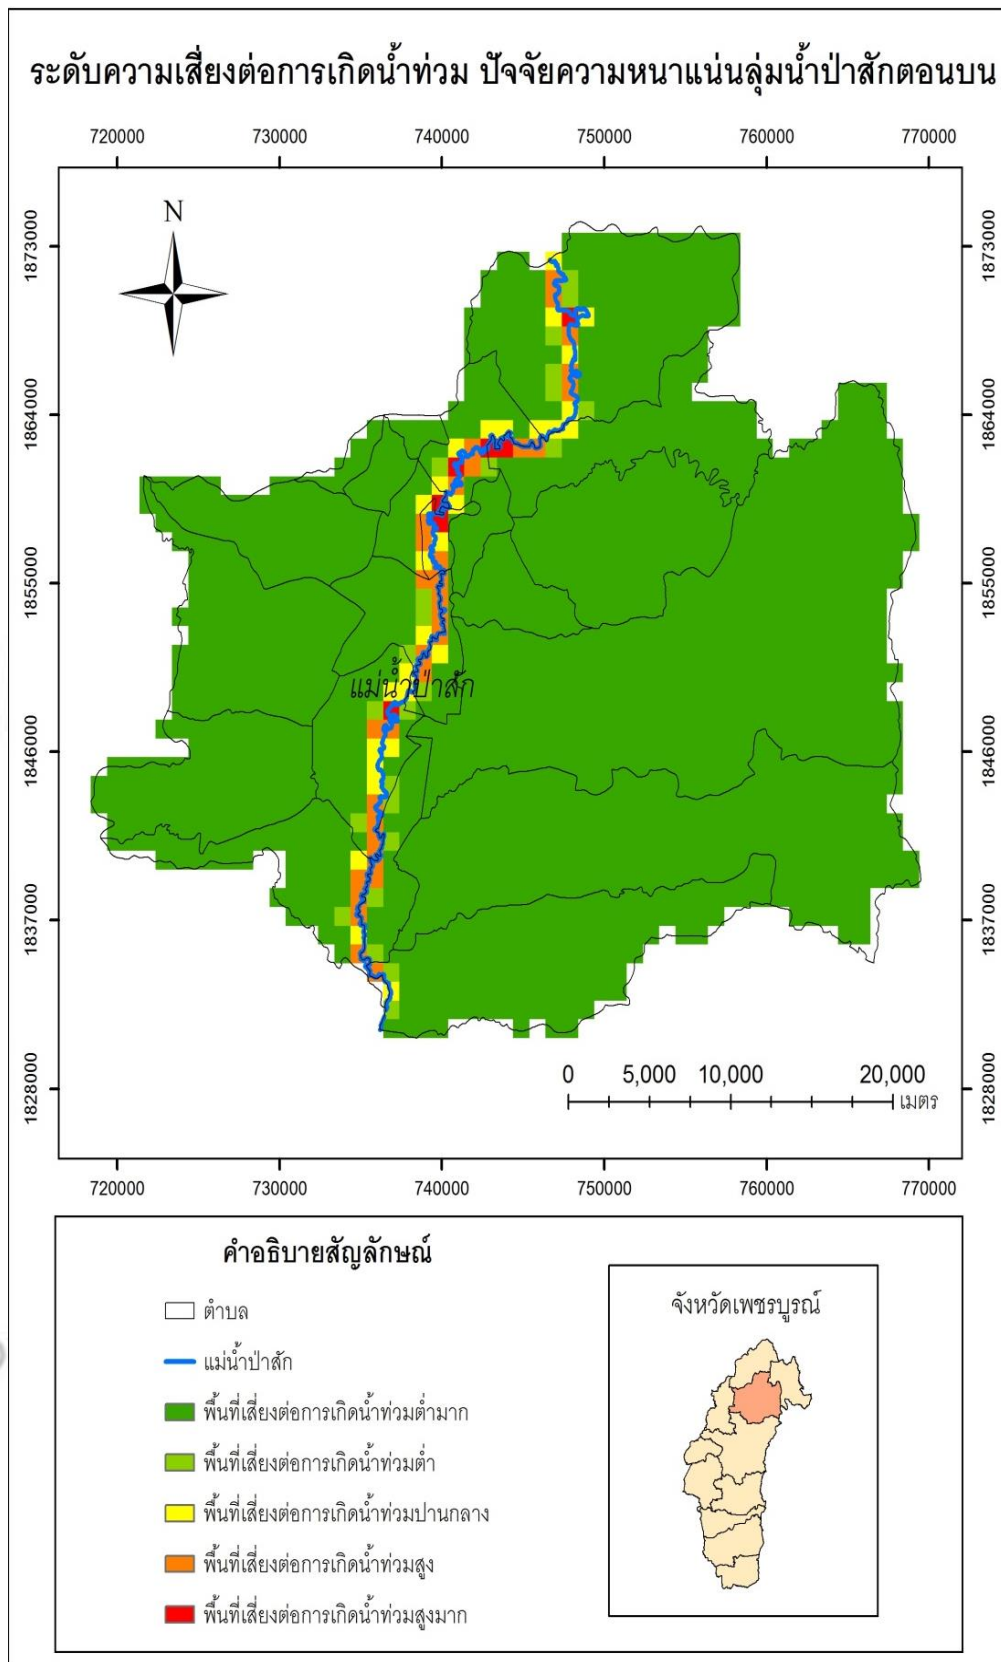 ระดับความเสี่ยงต่อการเกิดน้ำท่วม ปัจจัยความหนาแน่นลุ่มน้ำป่าสักตอนบน
720000 730000 740000 750000 760000 770000
N
1873000 1873000
1864000 1864000
1855000 1855000
แม่น้ำป่าสัก
1846000 1846000
1837000 1837000
1828000 1828000
0 5,000 10,000 20,000
เมตร
720000 730000 740000 750000 760000 770000
คำอธิบายสัญลักษณ์
ตำบล
แม่น้ำป่าสัก
พื้นที่เสี่ยงต่อการเกิดน้ำท่วมต่ำมาก
พื้นที่เสี่ยงต่อการเกิดน้ำท่วมต่ำ
พื้นที่เสี่ยงต่อการเกิดน้ำท่วมปานกลาง
พื้นที่เสี่ยงต่อการเกิดน้ำท่วมสูง
พื้นที่เสี่ยงต่อการเกิดน้ำท่วมสูงมาก
จังหวัดเพชรบูรณ์